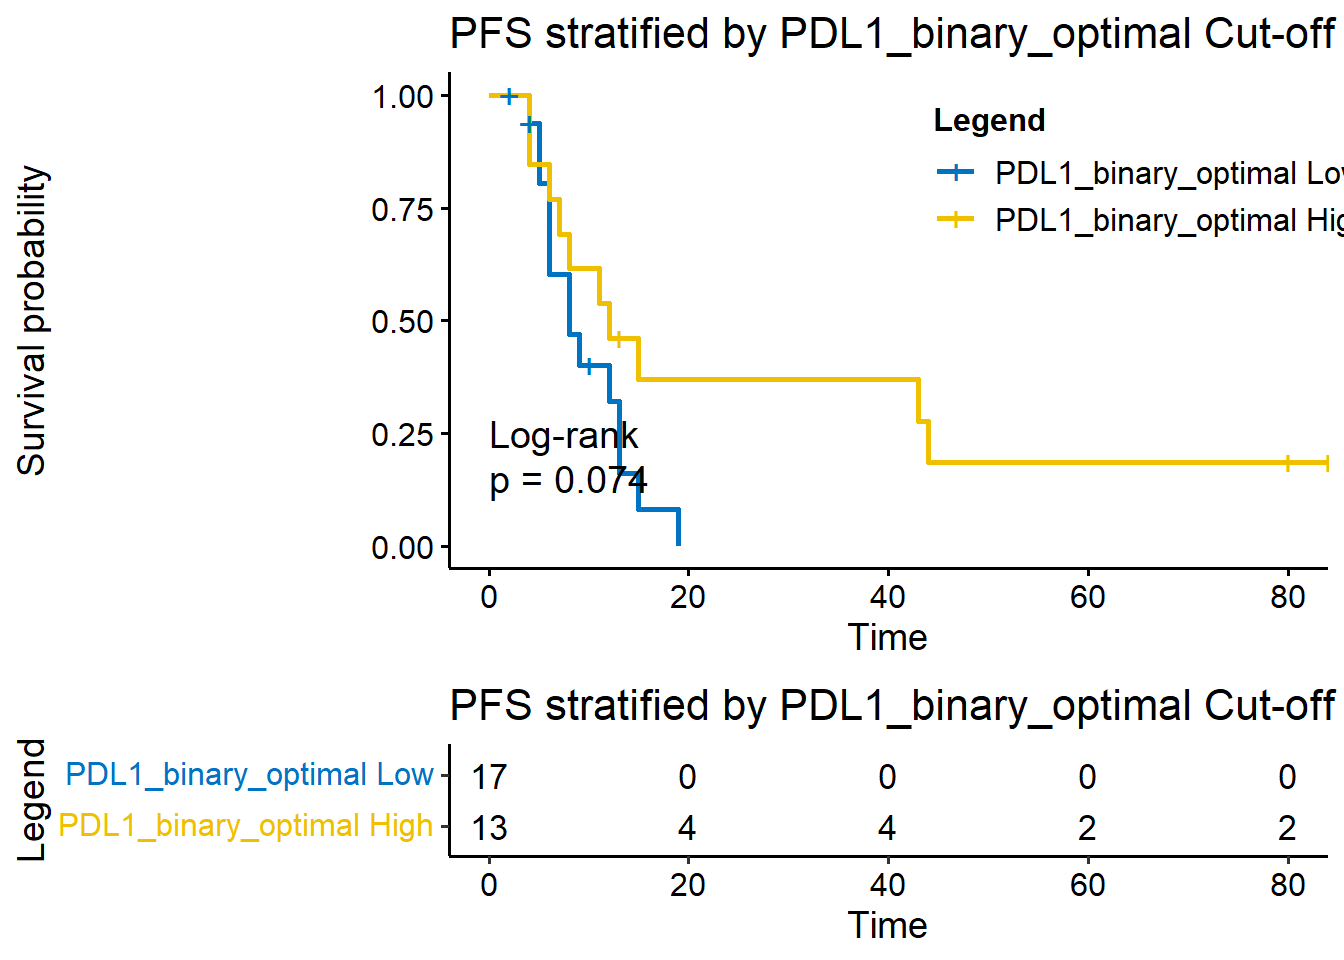 PFS stratified by PDL1_binary_optimal Cut-off
Survival probability
1.00
0.75
0.50
0.25
0.00
Legend
PDL1_binary_optimal Lo
PDL1_binary_optimal Hig
Log-rank
p = 0.074
0 20 40 60 80
Time
PFS stratified by PDL1_binary_optimal Cut-off
Legend
PDL1_binary_optimal Low 17 0 0 0 0
PDL1_binary_optimal High 13 4 4 2 2
0 20 40 60 80
Time